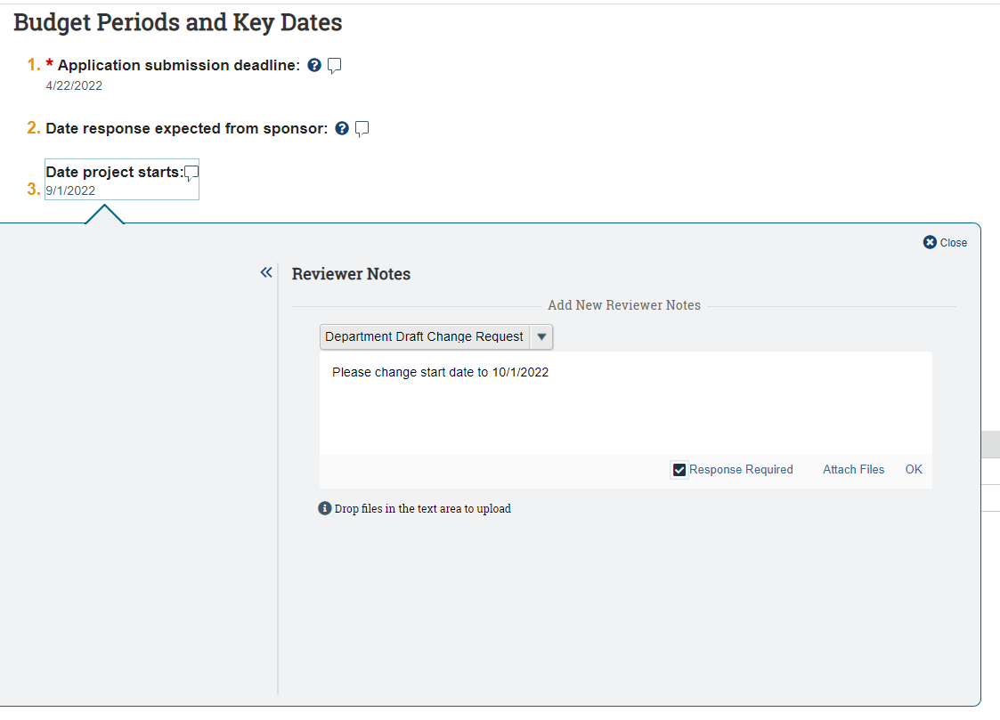 Budget Periods and Key Dates
1. * Application submission deadline: ?
4/22/2022
2. Date response expected from sponsor: ?
Date project starts:
3. 9/1/2022
Close
« Reviewer Notes
Add New Reviewer Notes
Department Draft Change Request
Please change start date to 10/1/2022
Response Required Attach Files OK
i Drop files in the text area to upload